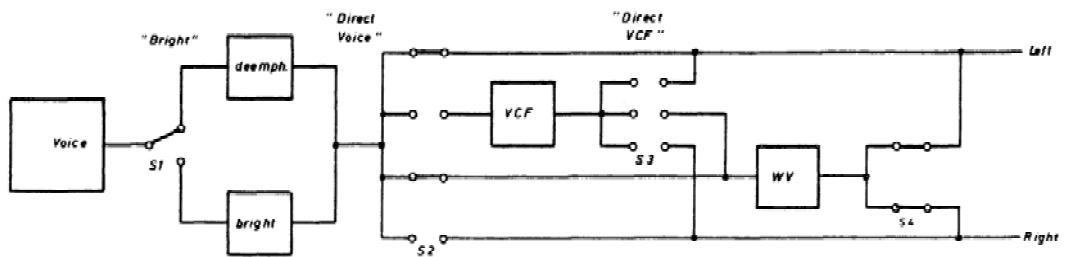 "Bright"
"Direct
Voice"
"Direct
VCF"
Voice
S1
deemph.
bright
VCF
S3
S2
WV
S4
Left
Right